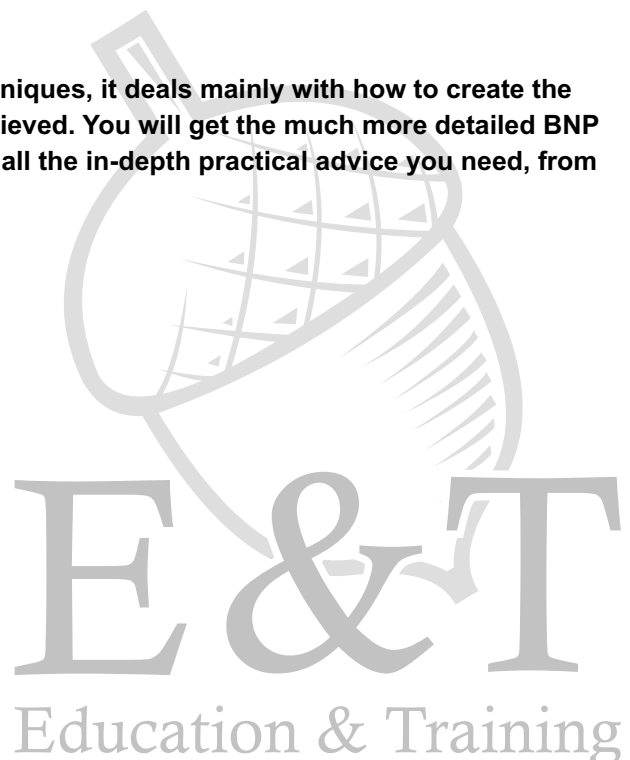 niques, it deals mainly with how to create the
ieved. You will get the much more detailed BNP
all the in-depth practical advice you need, from
E&T
Education & Training